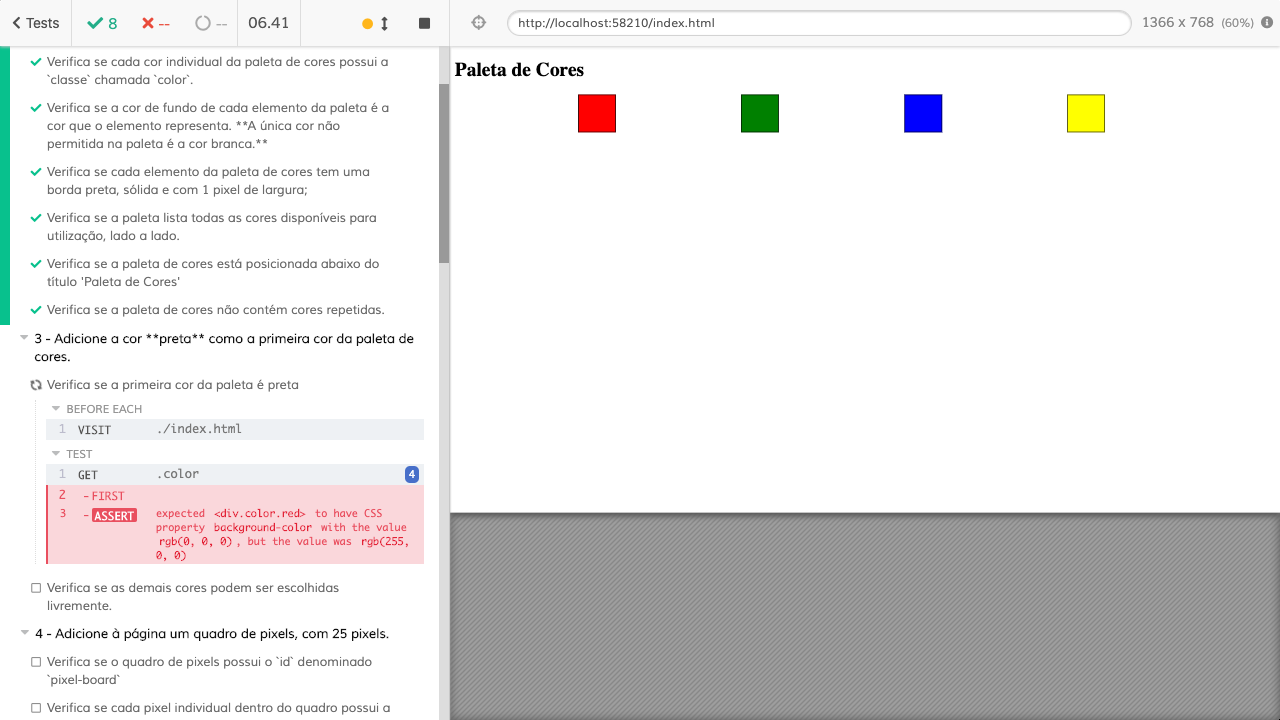 Tests
8
--
--
06.41
http://localhost:58210/index.html
1366 x 768 (60%)
Verifica se cada cor individual da paleta de cores possui a
`classe` chamada `color`.
Verifica se a cor de fundo de cada elemento da paleta é a
cor que o elemento representa. **A única cor não
permitida na paleta é a cor branca.**
Verifica se cada elemento da paleta de cores tem uma
borda preta, sólida e com 1 pixel de largura;
Verifica se a paleta lista todas as cores disponíveis para
utilização, lado a lado.
Verifica se a paleta de cores está posicionada abaixo do
título 'Paleta de Cores'
Verifica se a paleta de cores não contém cores repetidas.
3 - Adicione a cor **preta** como a primeira cor da paleta de
cores.
Verifica se a primeira cor da paleta é preta
BEFORE EACH
1 VISIT ./index.html
TEST
1 GET .color 4
2 - FIRST
3 - ASSERT expected <div.color.red> to have CSS
property background-color with the value
rgb(0, 0, 0) , but the value was rgb(255,
0, 0)
Verifica se as demais cores podem ser escolhidas
livremente.
4 - Adicione à página um quadro de pixels, com 25 pixels.
Verifica se o quadro de pixels possui o `id` denominado
`pixel-board`
Verifica se cada pixel individual dentro do quadro possui a
Paleta de Cores